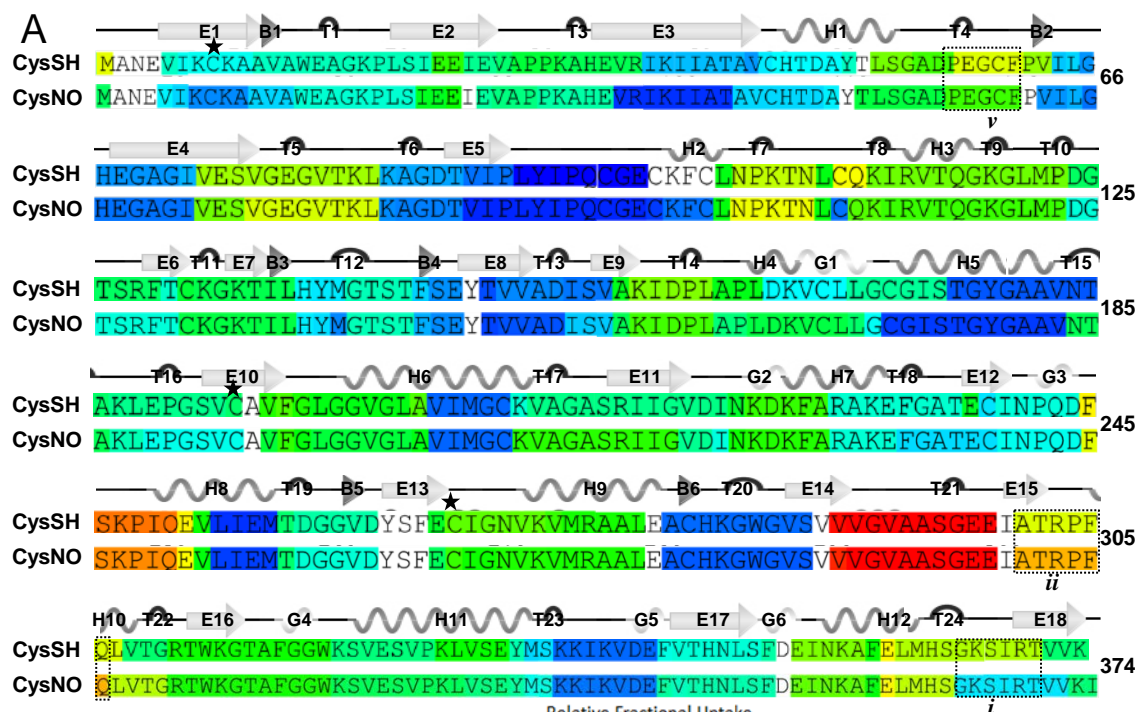 A
E1 B1 T1 E2 T3 E3 H1 T4 B2
CysSH MANEVIKCKAAVAWEAGKPLSIEEIEVAPPKAHEVRIKIIATAVCHTDAYTLSGADPEGCFPVILG
66
CysNO MANEVIKCKAAVAWEAGKPLSIEEIEVAPPKAHEVRIKIIATAVCHTDAYTLSGADPEGCFPVILG
v
E4 T5 T6 E5 H2 T7 T8 H3 T9 T10
CysSH HEGAGIVESVGEGVTKLKAGDTVIPLYIPQCGECKFCLNPKTNLCQKIRVTQGKGLMPDG
125
CysNO HEGAGIVESVGEGVTKLKAGDTVIPLYIPQCGECKFCLNPKTNLCQKIRVTQGKGLMPDG
E6 T11 E7 B3 T12 B4 E8 T13 E9 T14 H4 G1 H5 T15
CysSH TSRFTCKGKTILHYMGTSTFSEYTVVADISVAKIDPLAPLDKVCLLGCGISTGYGAAVNT
185
CysNO TSRFTCKGKTILHYMGTSTFSEYTVVADISVAKIDPLAPLDKVCLLGCGISTGYGAAVNT
T16 E10 H6 T17 E11 G2 H7 T18 E12 G3
CysSH AKLEPGSVCAVFGLGGVGLAVIMGCKVAGASRIIGVDINKDKFARAKEFGATECINPQDF
245
CysNO AKLEPGSVCAVFGLGGVGLAVIMGCKVAGASRIIGVDINKDKFARAKEFGATECINPQDF
H8 T19 B5 E13 H9 B6 T20 E14 T21 E15
CysSH SKPIQEVLIEMTDGGVDYSFECIGNVKVMRAALEACHKGWGVSVVVGVAASGEEIATRPF
305
CysNO SKPIQEVLIEMTDGGVDYSFECIGNVKVMRAALEACHKGWGVSVVVGVAASGEEIATRPF
ii
H10 T22 E16 G4 H11 T23 G5 E17 G6 H12 T24 E18
CysSH QLVTGRTWKGTAFGGWKSVESVPKLVSEYMSKKIKVDEFVTHNLSFDEINKAFELMHSGKSIRTVVK
374
CysNO QLVTGRTWKGTAFGGWKSVESVPKLVSEYMSKKIKVDEFVTHNLSFDEINKAFELMHSGKSIRTVVKI
i
Relative Fractional Uptake